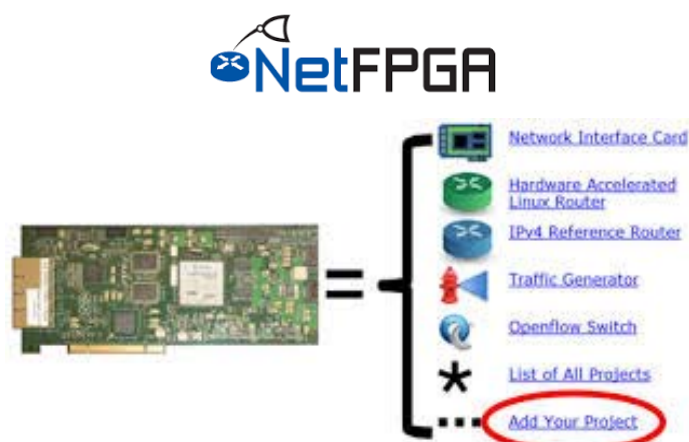 NetFPGA
Network Interface Card
Hardware Accelerated
Linux Router
IPv4 Reference Router
Traffic Generator
Openflow Switch
List of All Projects
Add Your Project